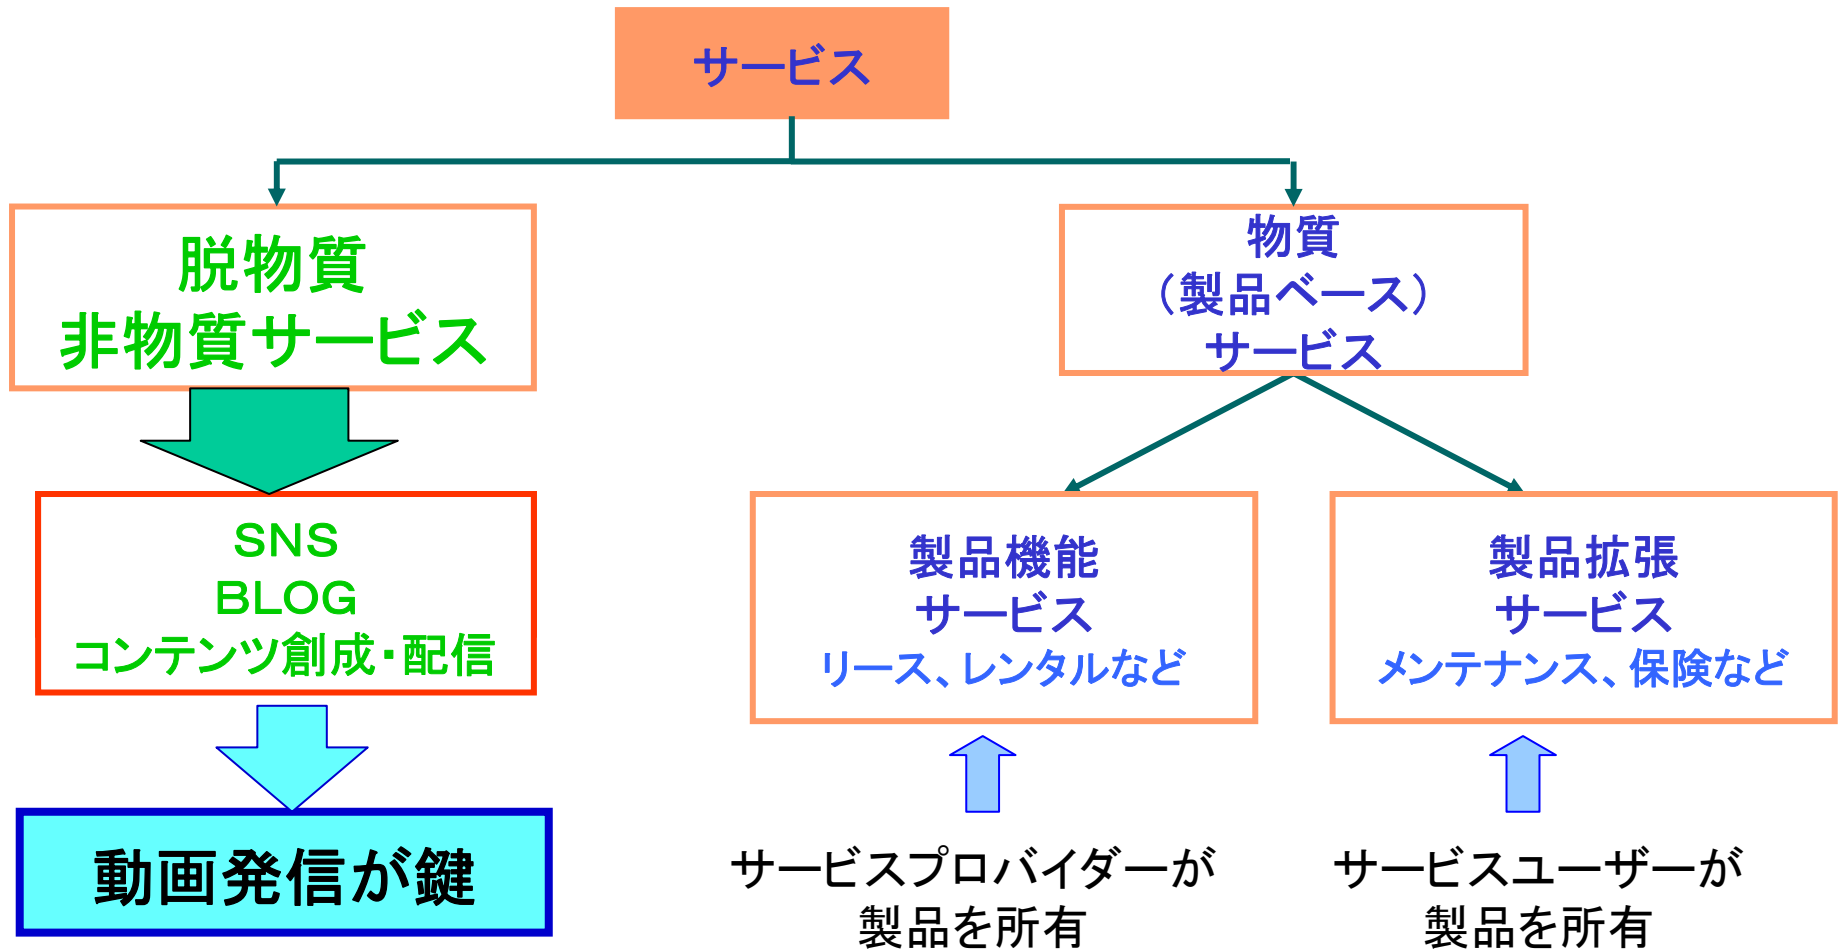 サービス
脱物質
非物質サービス
物質
（製品ベース）
サービス
ＳＮＳ
ＢＬＯＧ
コンテンツ創成・配信
製品機能
サービス
リース、レンタルなど
製品拡張
サービス
メンテナンス、保険など
動画発信が鍵
サービスプロバイダーが
製品を所有
サービスユーザーが
製品を所有